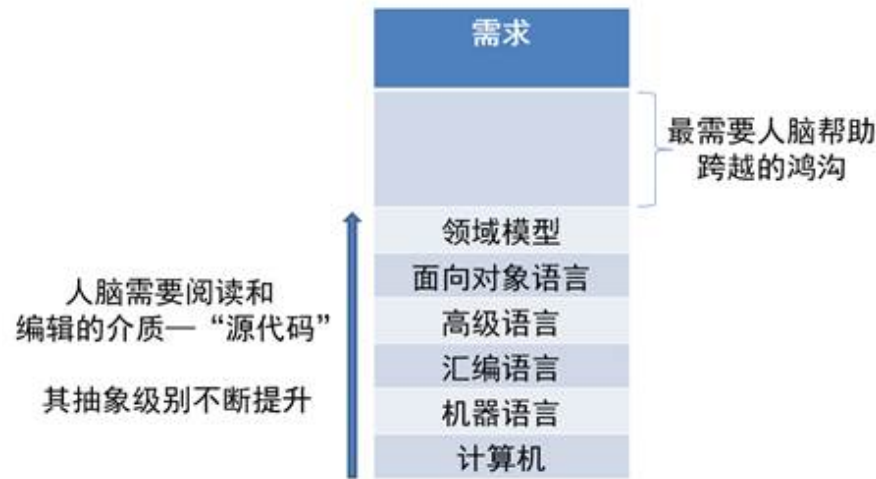 需求
最需要人脑帮助
跨越的鸿沟
领域模型
面向对象语言
高级语言
汇编语言
机器语言
计算机
人脑需要阅读和
编辑的介质—“源代码”
其抽象级别不断提升